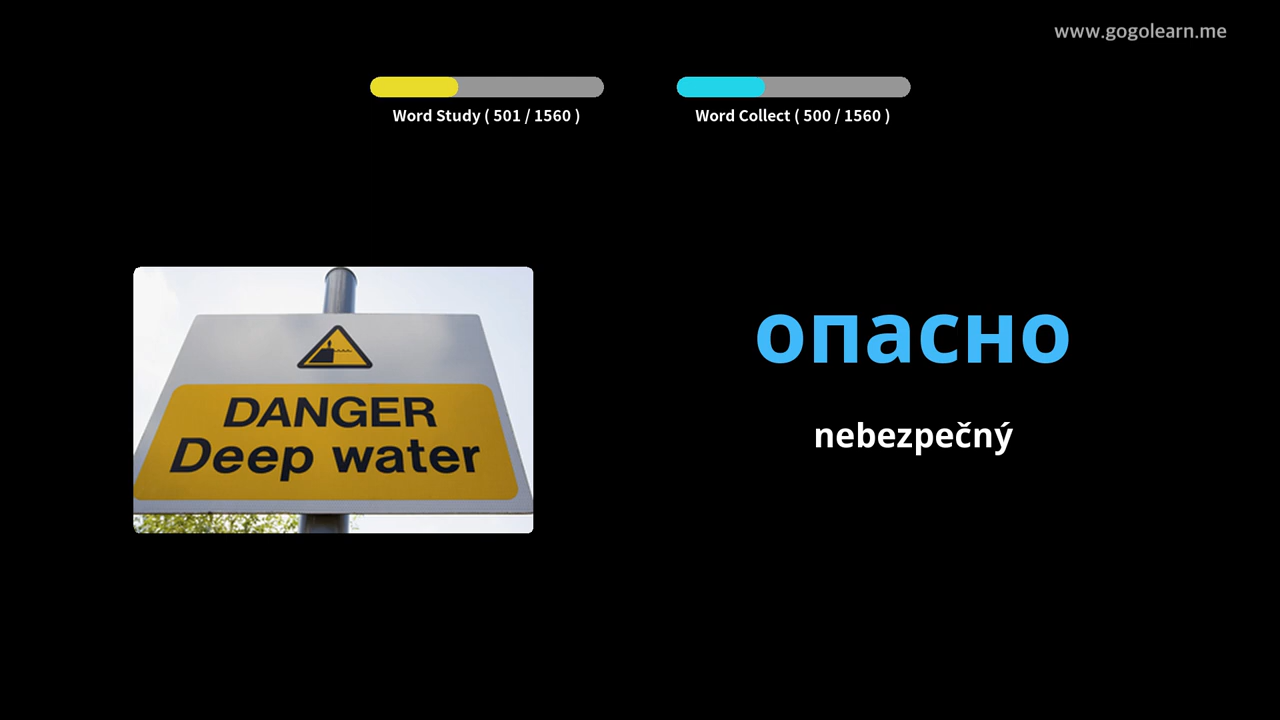 www.gogolearn.me
Word Study ( 501 / 1560 )
Word Collect ( 500 / 1560 )
DANGER
Deep water
опасно
nebezpečný